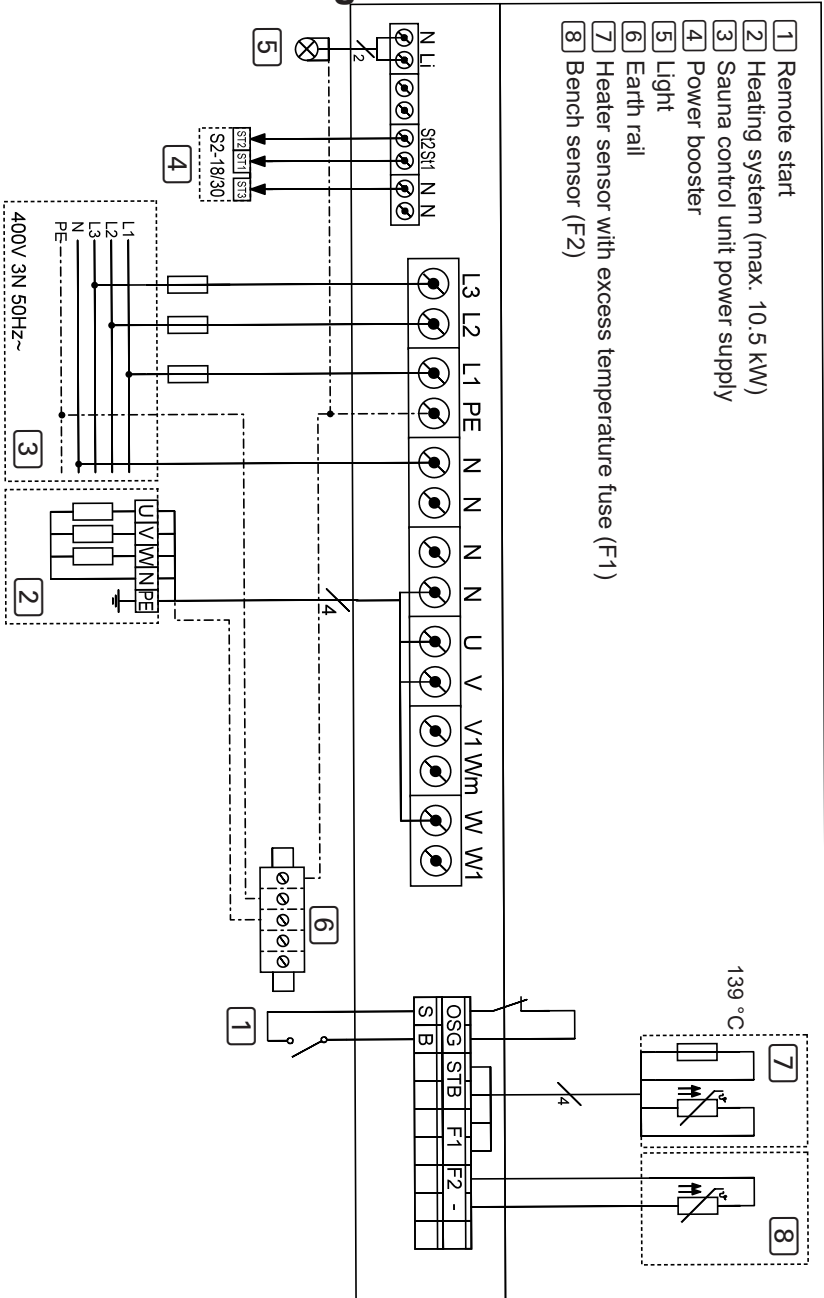 1 Remote start
2 Heating system (max. 10.5 kW)
3 Sauna control unit power supply
4 Power booster
5 Light
6 Earth rail
7 Heater sensor with excess temperature fuse (F1)
8 Bench sensor (F2)
139 °C
7
8
N Li St2 St1 N N
L3 L2 L1 PE N N N N U V V1 Wm W W1
OSG STB F1 F2 -
S B
2
4
4
5
ST2 ST1 ST3
S2-18/30
4
L1
L2
L3
N
PE
400V 3N 50Hz~
3
U V W N PE
2
6
1